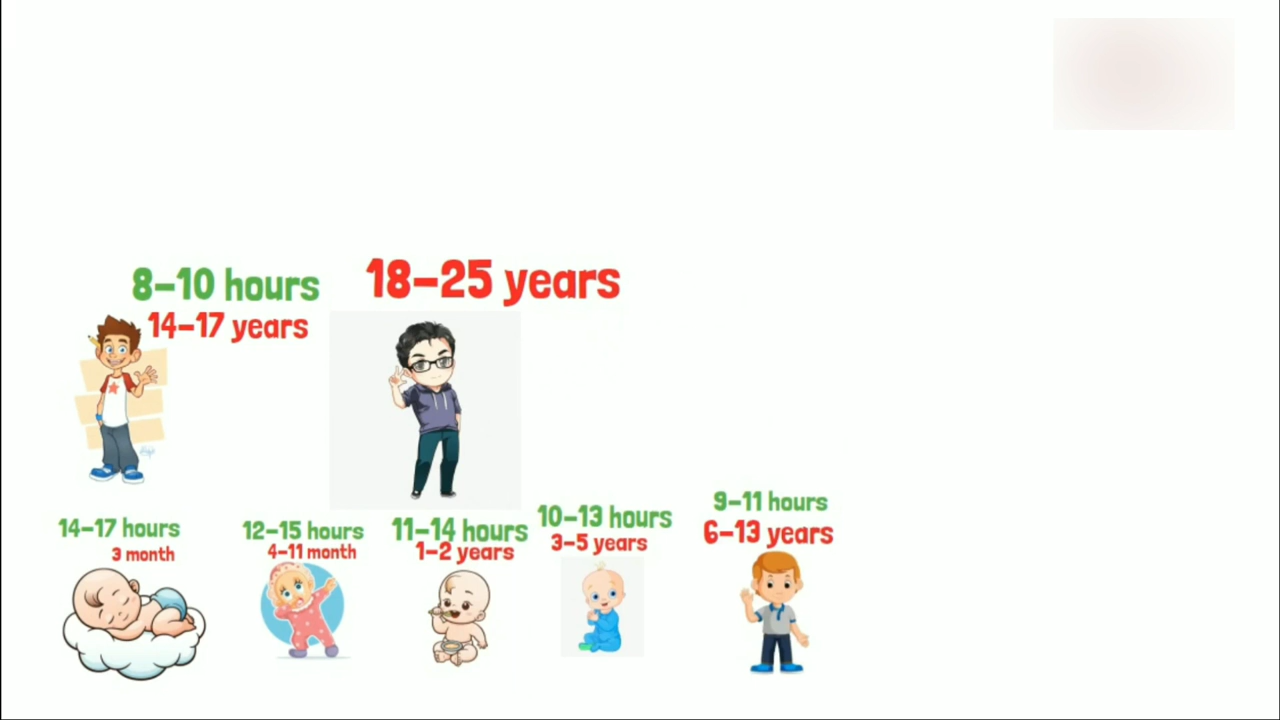 8-10 hours
14-17 years
18-25 years
14-17 hours
3 month
12-15 hours
4-11 month
11-14 hours
1-2 years
10-13 hours
3-5 years
9-11 hours
6-13 years